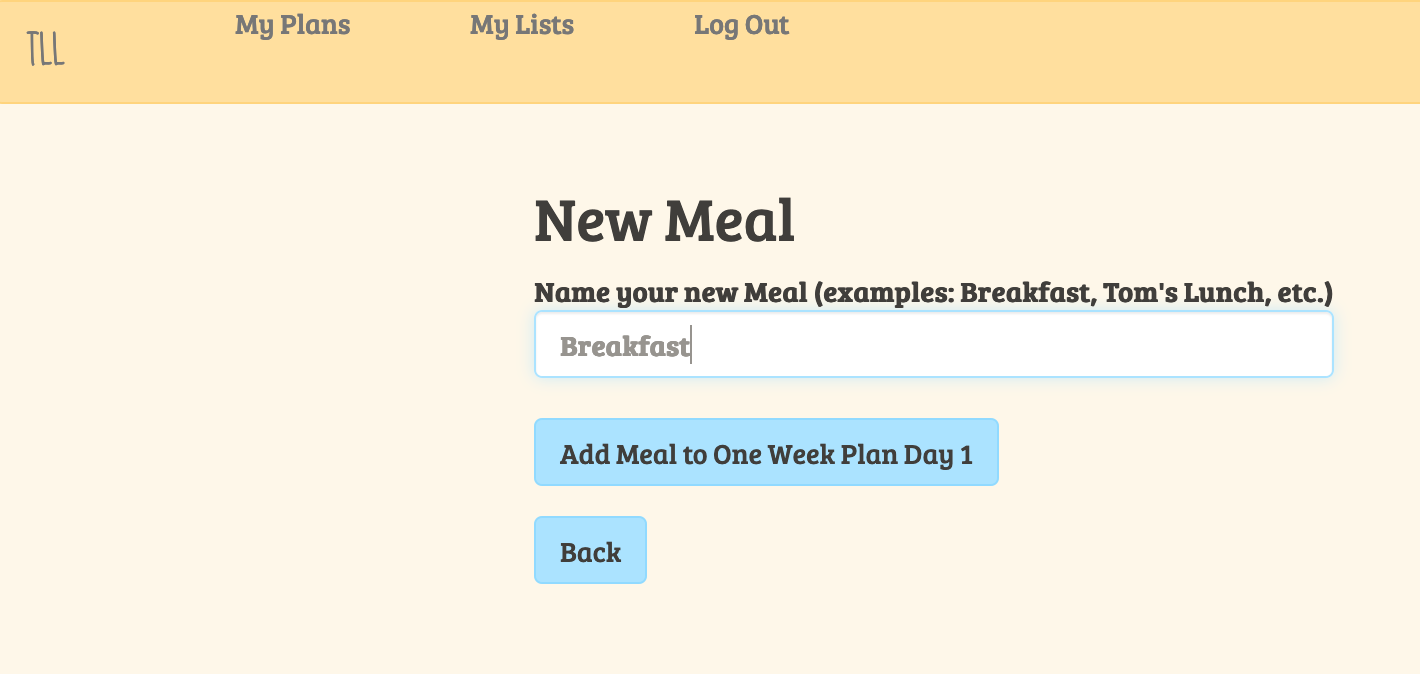 TLL
My Plans My Lists Log Out
New Meal
Name your new Meal (examples: Breakfast, Tom's Lunch, etc.)
Breakfast
Add Meal to One Week Plan Day 1
Back